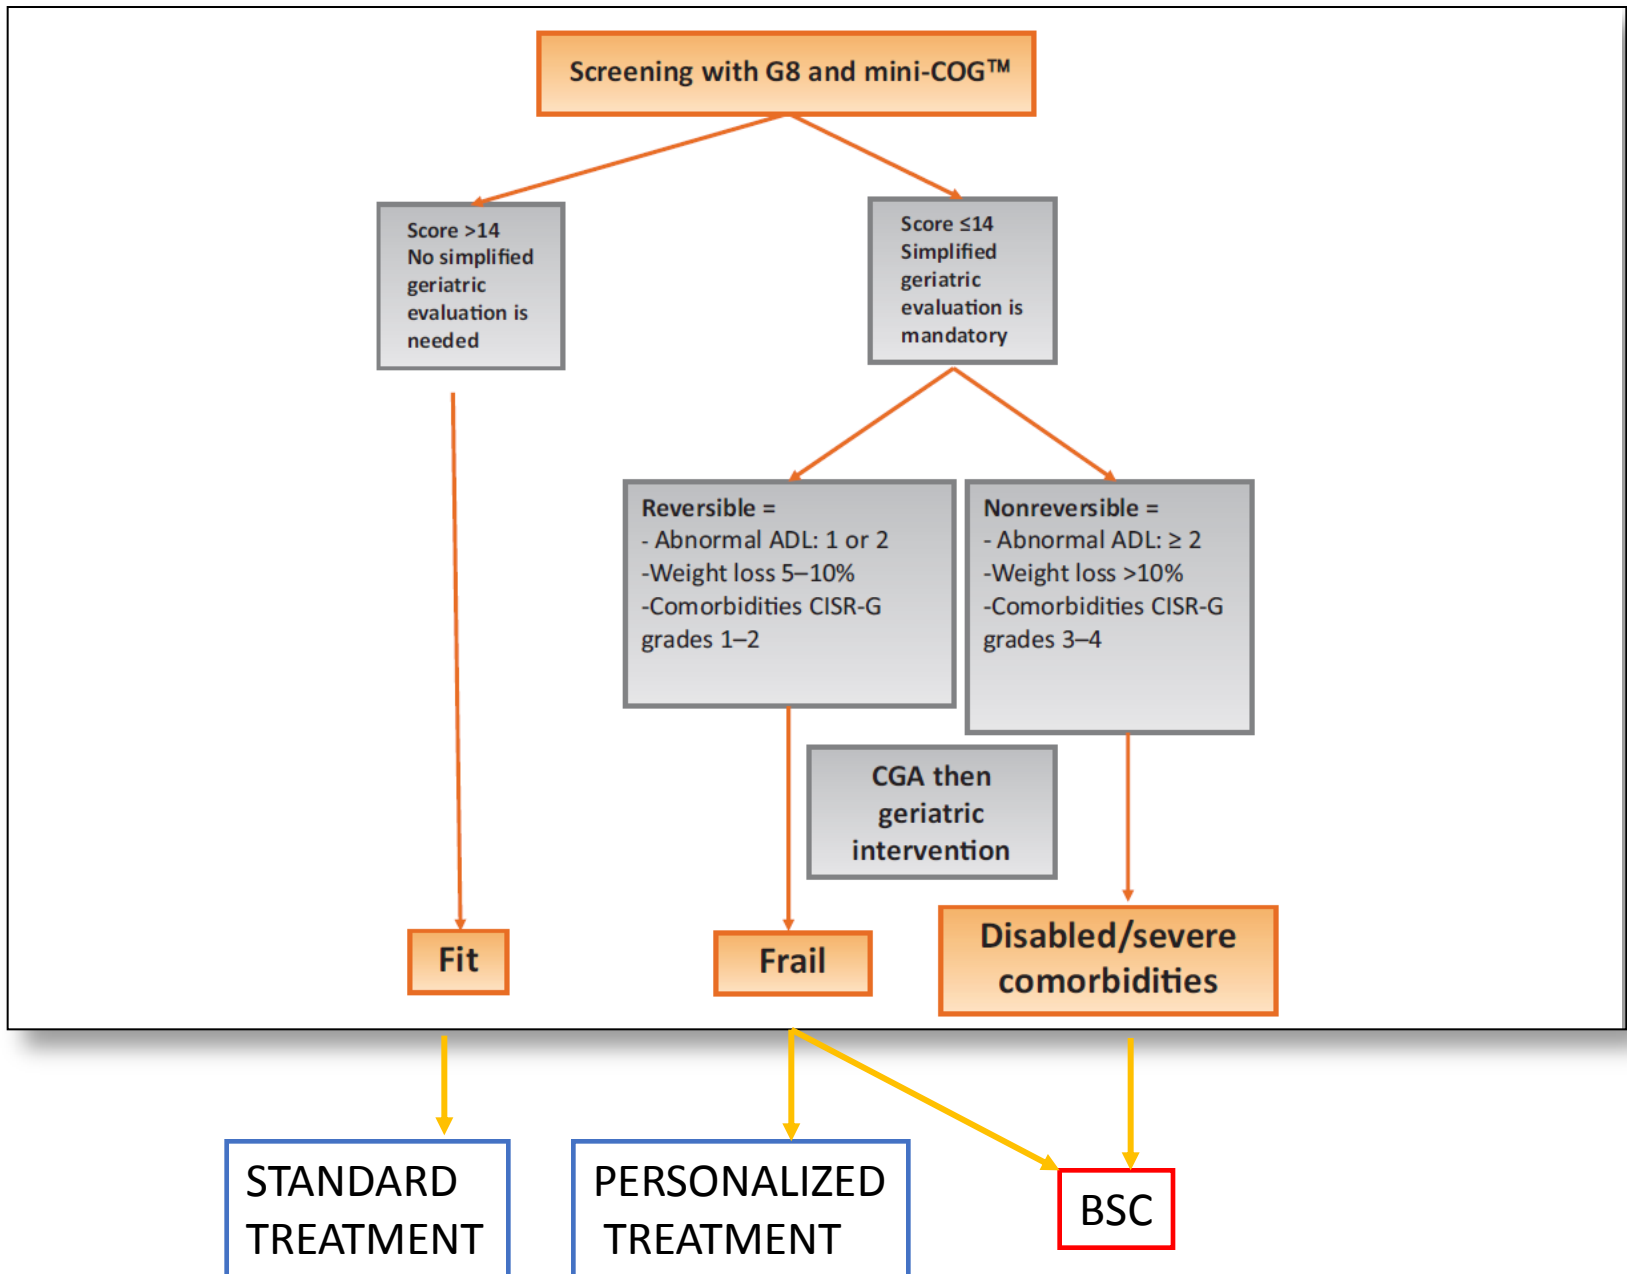 Screening with G8 and mini-COG™
Score >14
No simplified
geriatric
evaluation is
needed
Score ≤14
Simplified
geriatric
evaluation is
mandatory
Reversible =
- Abnormal ADL: 1 or 2
-Weight loss 5–10%
-Comorbidities CISR-G
grades 1–2
Nonreversible =
- Abnormal ADL: ≥ 2
-Weight loss >10%
-Comorbidities CISR-G
grades 3–4
CGA then
geriatric
intervention
Fit
Frail
Disabled/severe
comorbidities
STANDARD
TREATMENT
PERSONALIZED
TREATMENT
BSC